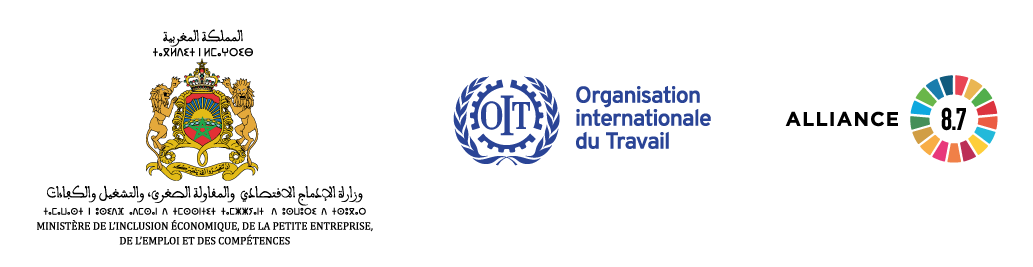 المملكة المغربية
ⵜⴰⴳⵍⴷⵉⵜ ⵏ ⵍⵎⵖⵔⵉⴱ
وزارة الإدماج الاقتصادي والمقاولة الصغرى، والتشغيل والكفاءات
MINISTÈRE DE L'INCLUSION ÉCONOMIQUE, DE LA PETITE ENTREPRISE,
DE L'EMPLOI ET DES COMPÉTENCES
OIT
Organisation
internationale
du Travail
ALLIANCE
8.7